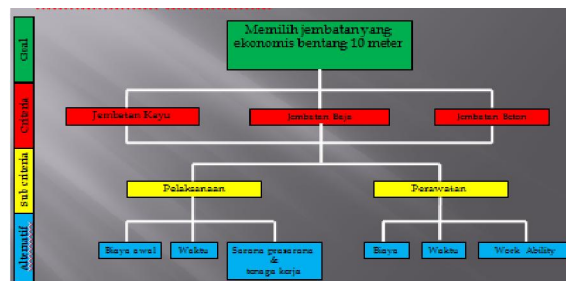 Goal
Memilih jembatan yang
ekonomis bentang 10 meter
Criteria
Jembatan Kayu
Jembatan Baja
Jembatan Beton
Sub criteria
Pelaksanaan
Perawatan
Alternatif
Biaya awal
Waktu
Sarana prasarana
&
tenaga kerja
Biaya
Waktu
Work Ability